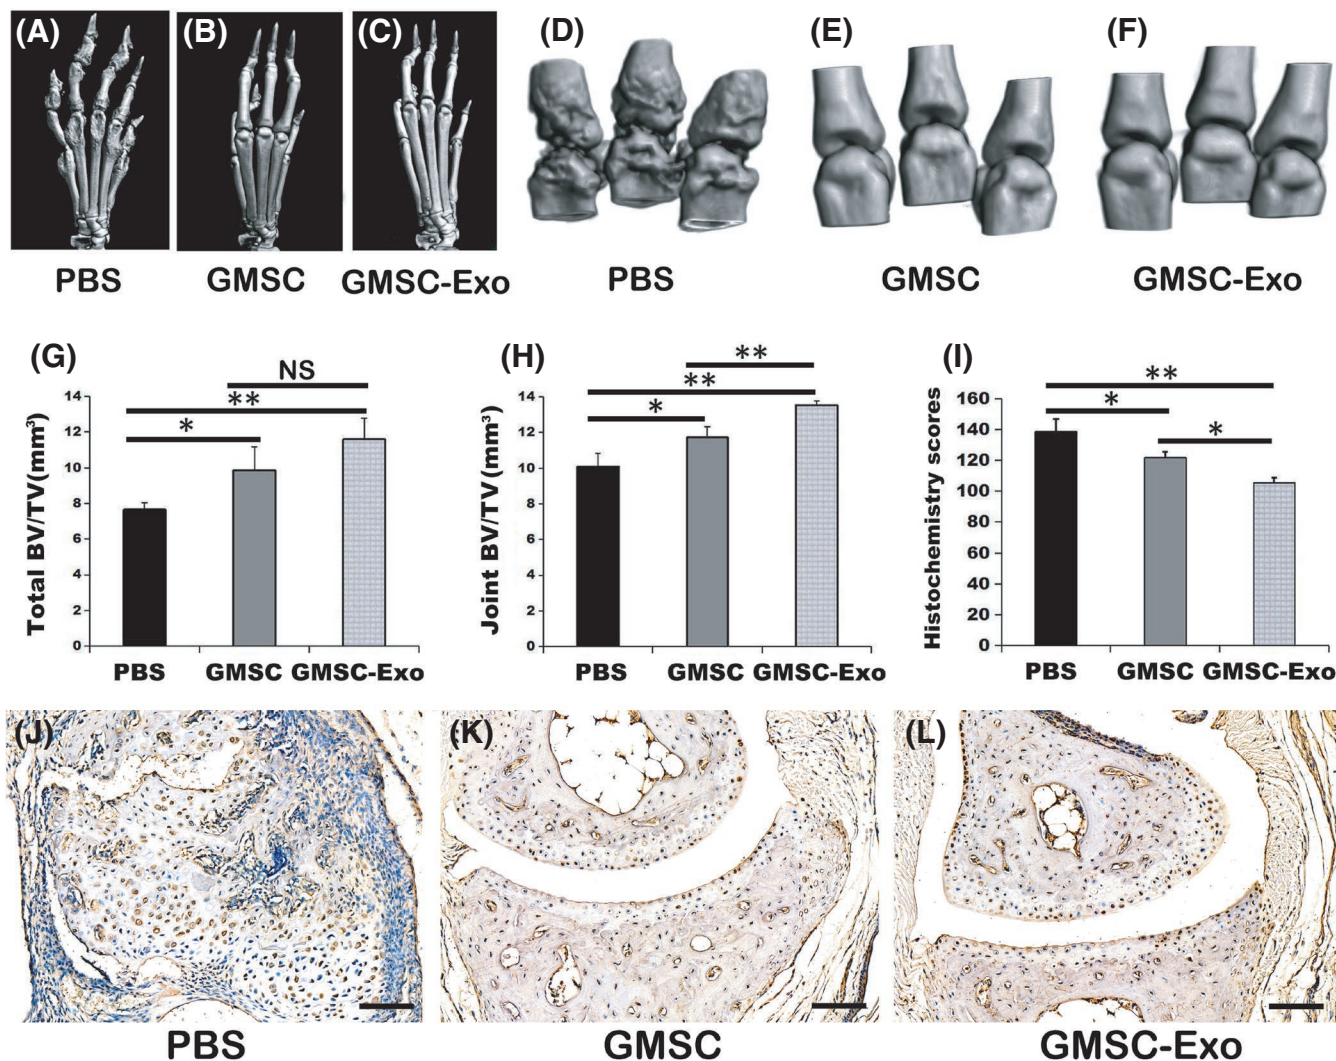 (A) (B) (C) (D) (E) (F)
PBS GMSC GMSC-Exo PBS GMSC GMSC-Exo
(G)
NS
**
*
Total BV/TV(mm³)
14
12
10
8
6
4
2
0
PBS GMSC GMSC-Exo
(H)
**
**
*
Joint BV/TV(mm³)
14
12
10
8
6
4
2
0
PBS GMSC GMSC-Exo
(I)
**
*
*
Histochemistry scores
160
140
120
100
80
60
40
20
0
PBS GMSC GMSC-Exo
(J) (K) (L)
PBS GMSC GMSC-Exo